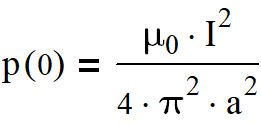 p(0) = μ₀ · I² / 4 · π² · a²